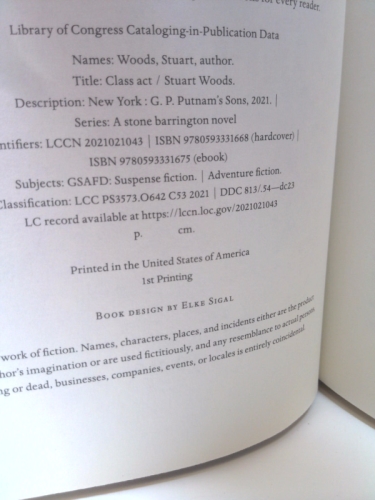 for every reader.
Library of Congress Cataloging-in-Publication Data
Names: Woods, Stuart, author.
Title: Class act / Stuart Woods.
Description: New York : G. P. Putnam's Sons, 2021. |
Series: A stone barrington novel
ntifiers: LCCN 2021021043 | ISBN 9780593331668 (hardcover) |
ISBN 9780593331675 (ebook)
Subjects: GSAFD: Suspense fiction. | Adventure fiction.
Classification: LCC PS3573.O642 C53 2021 | DDC 813/.54—dc23
LC record available at https://lccn.loc.gov/2021021043
p. cm.
Printed in the United States of America
1st Printing
Book design by Elke Sigal
work of fiction. Names, characters, places, and incidents either are the product
hor's imagination or are used fictitiously, and any resemblance to actual persons,
ng or dead, businesses, companies, events, or locales is entirely coincidental.